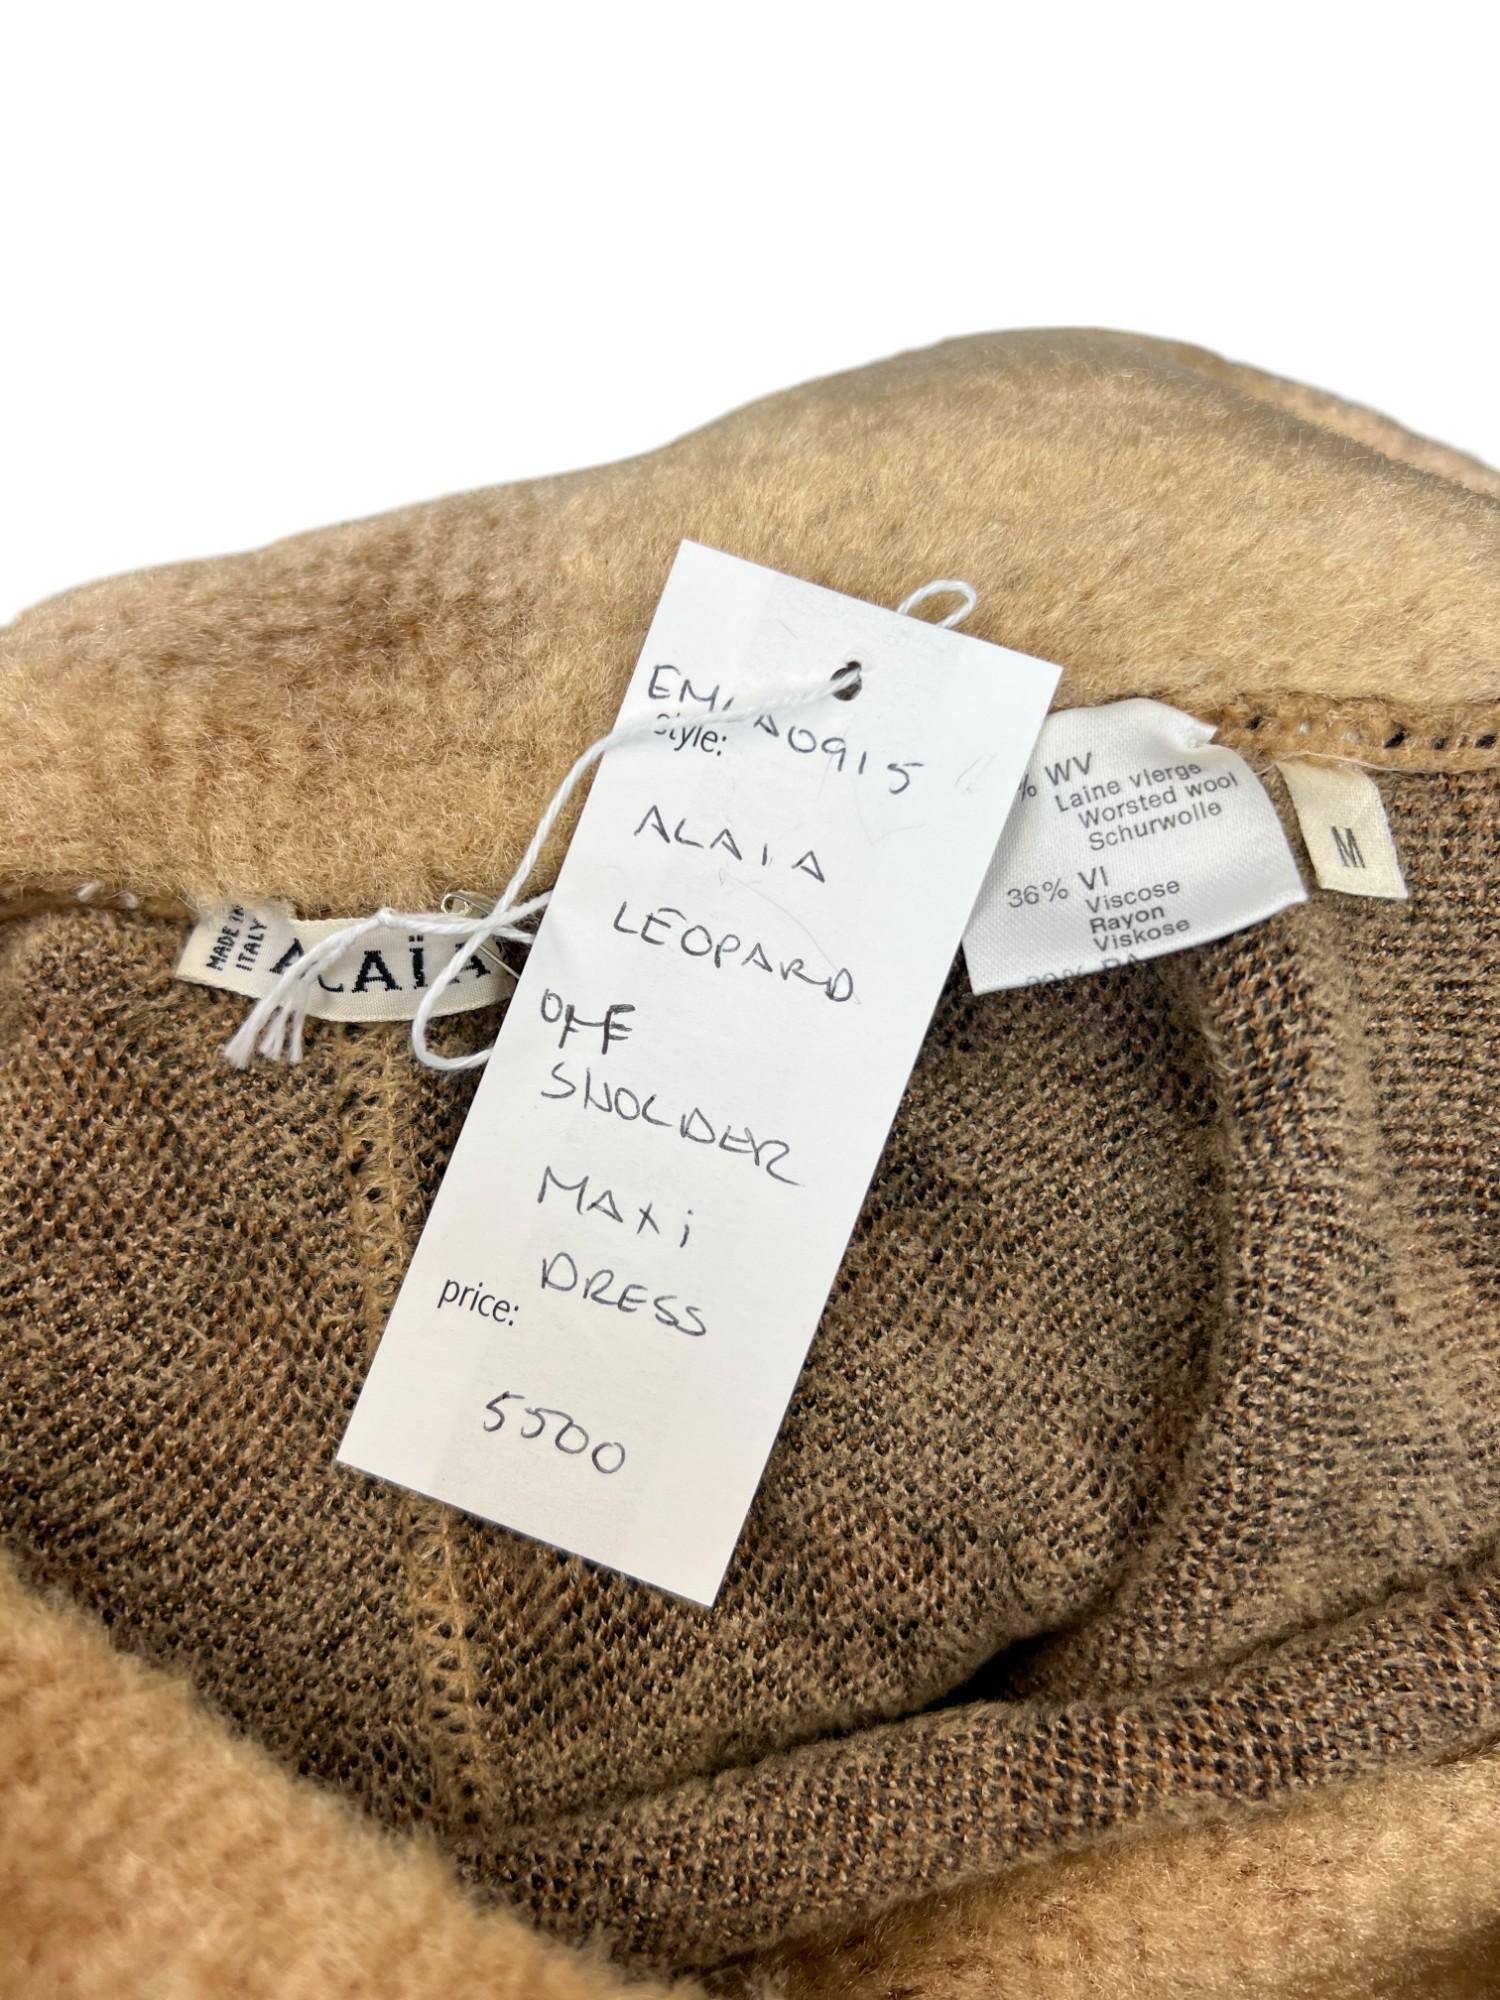 style:
A0915
ALAIA
LEOPARD
OFF
SHOLDER
MAXi
DRESS
price:
5500
MADE IN
ITALY
ALAÏA
% WV
Laine vierge
Worsted wool
Schurwolle
36% VI
Viscose
Rayon
Viskose
M